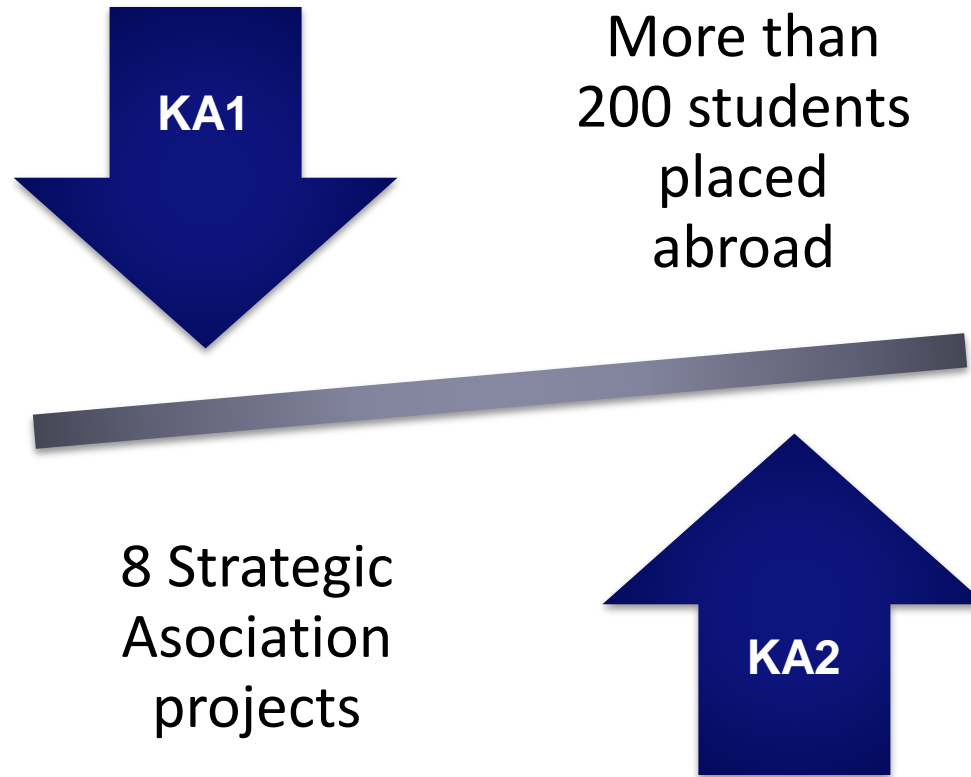 KA1
More than
200 students
placed
abroad
8 Strategic
Asociation
projects
KA2